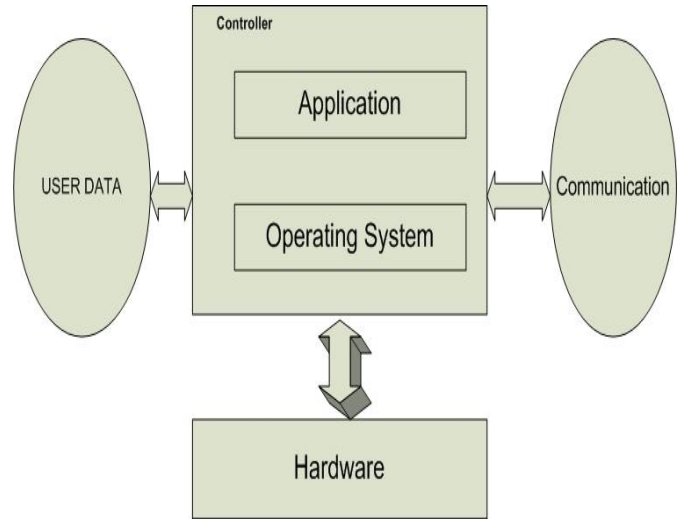 Controller
Application
USER DATA
Communication
Operating System
Hardware